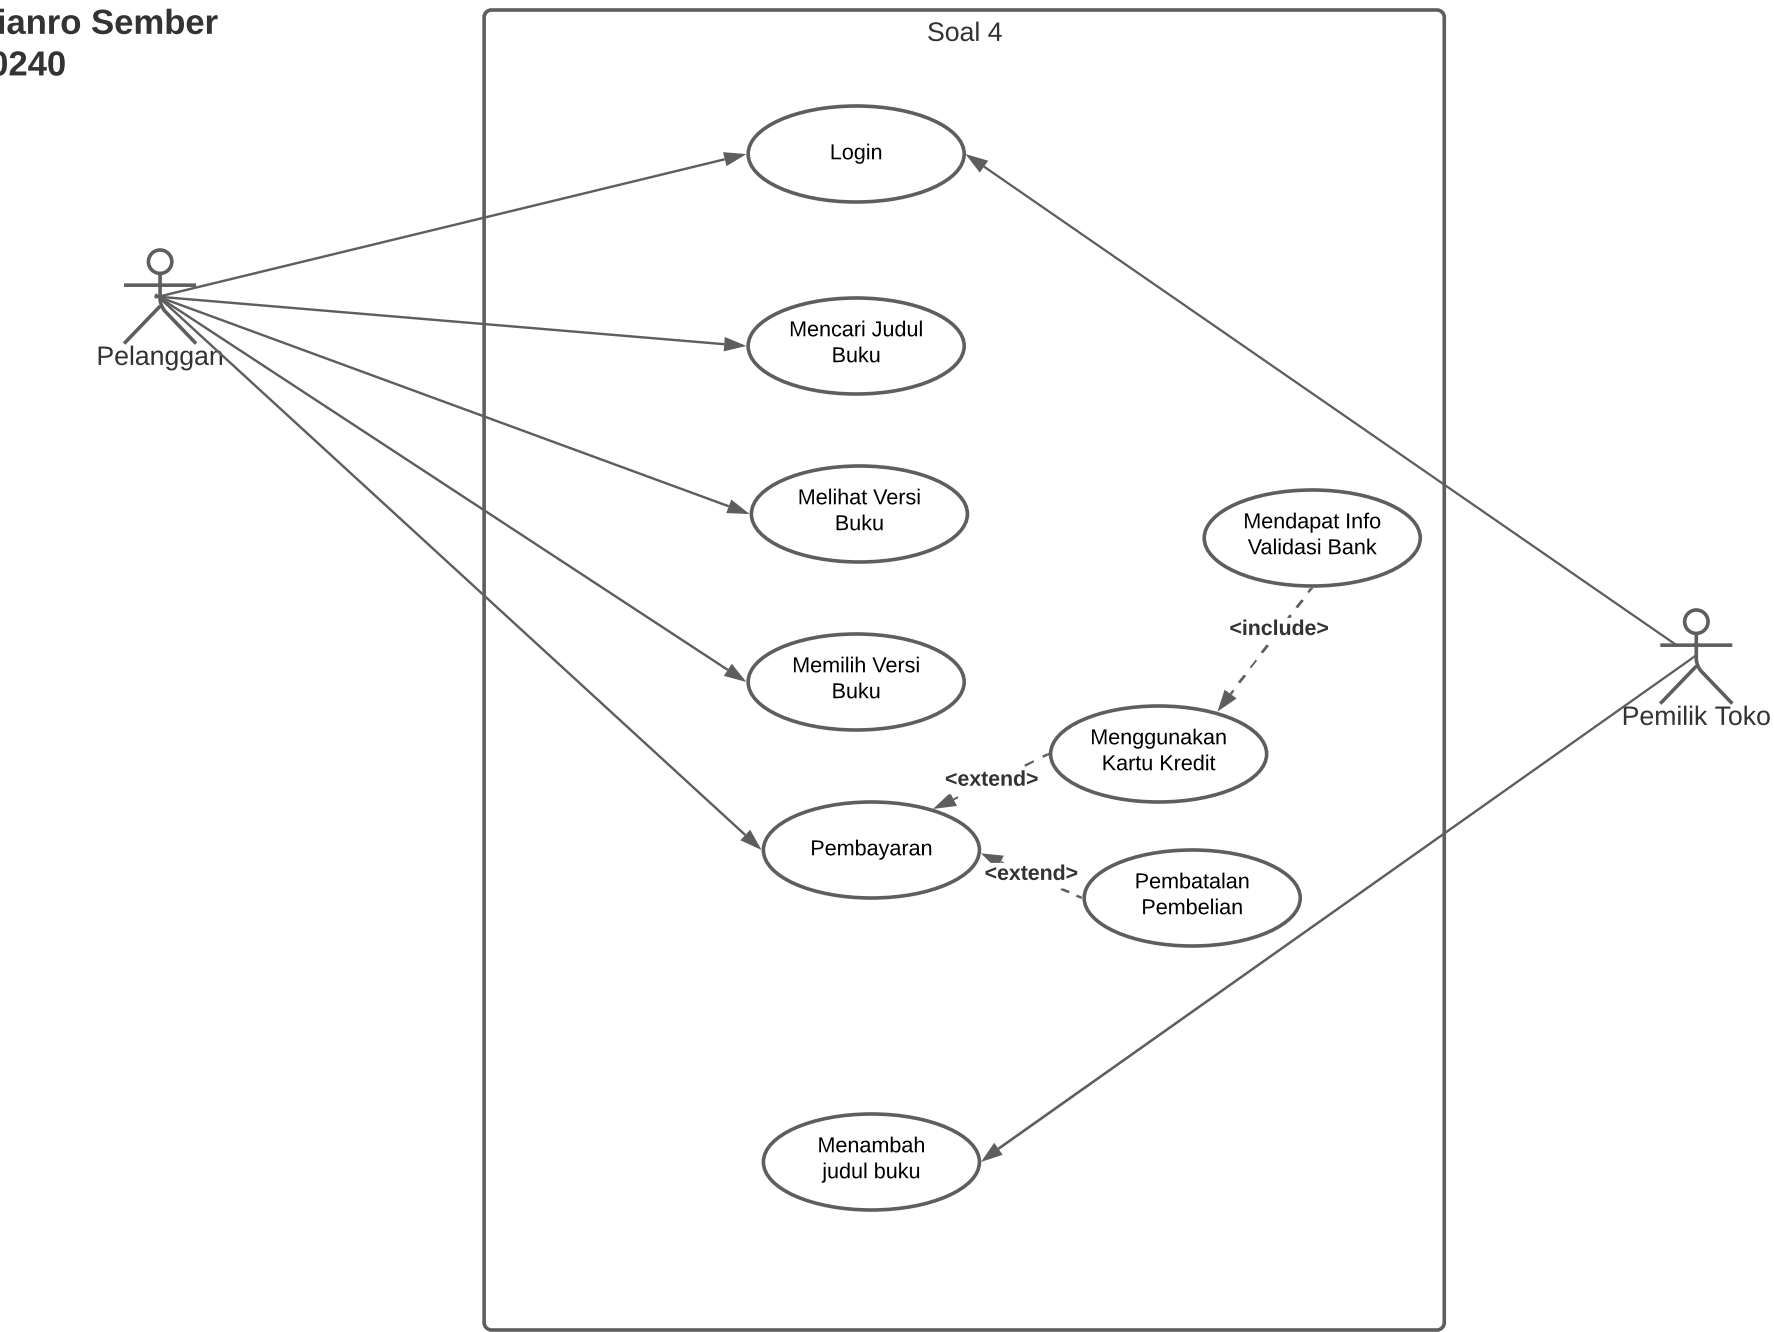 ianro Sember
0240
Soal 4
Login
Mencari Judul
Buku
Pelanggan
Melihat Versi
Buku
Mendapat Info
Validasi Bank
<include>
Memilih Versi
Buku
Pemilik Toko
Menggunakan
Kartu Kredit
<extend>
Pembayaran
<extend>
Pembatalan
Pembelian
Menambah
judul buku